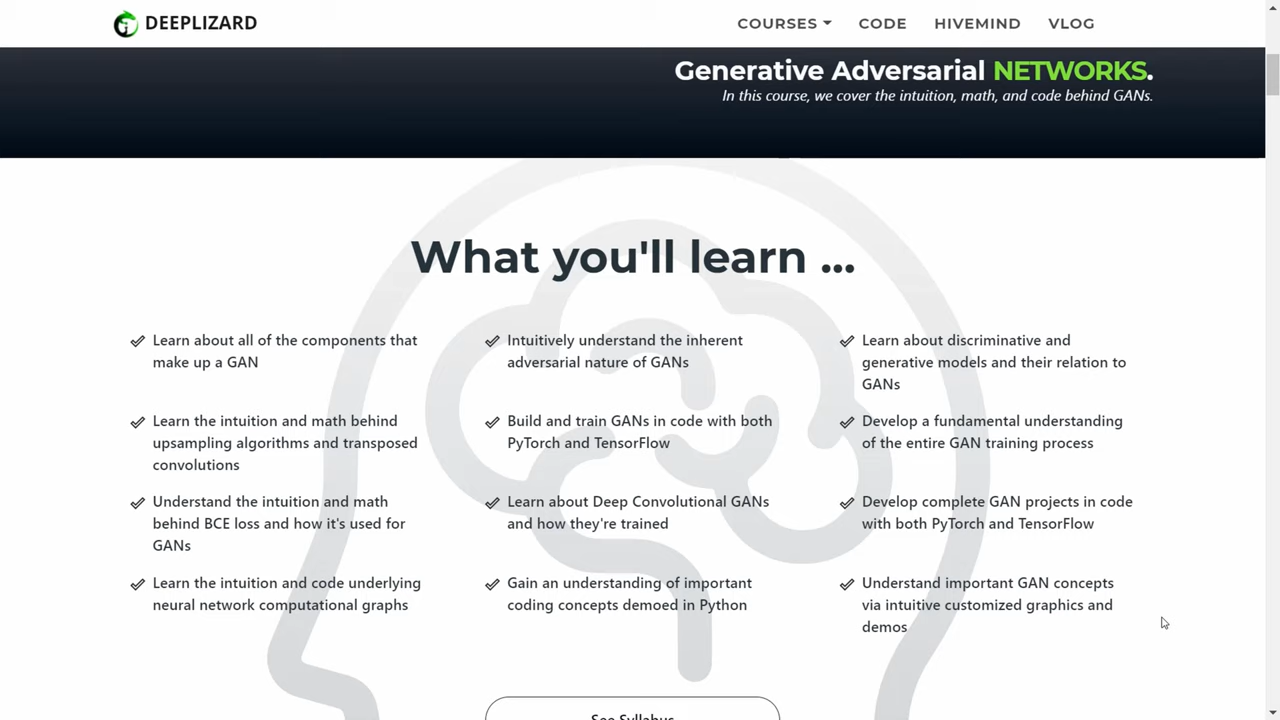 DEEPLIZARD
COURSES
CODE
HIVEMIND
VLOG
Generative Adversarial NETWORKS.
In this course, we cover the intuition, math, and code behind GANs.
What you'll learn ...
Learn about all of the components that
make up a GAN
Intuitively understand the inherent
adversarial nature of GANs
Learn about discriminative and
generative models and their relation to
GANs
Learn the intuition and math behind
upsampling algorithms and transposed
convolutions
Build and train GANs in code with both
PyTorch and TensorFlow
Develop a fundamental understanding
of the entire GAN training process
Understand the intuition and math
behind BCE loss and how it's used for
GANs
Learn about Deep Convolutional GANs
and how they're trained
Develop complete GAN projects in code
with both PyTorch and TensorFlow
Learn the intuition and code underlying
neural network computational graphs
Gain an understanding of important
coding concepts demoed in Python
Understand important GAN concepts
via intuitive customized graphics and
demos
See Syllabus